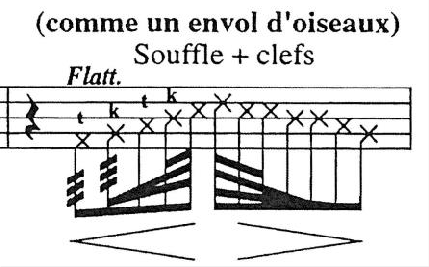 (comme un envol d'oiseaux)
Souffle + clefs
Flatt.
t k t k